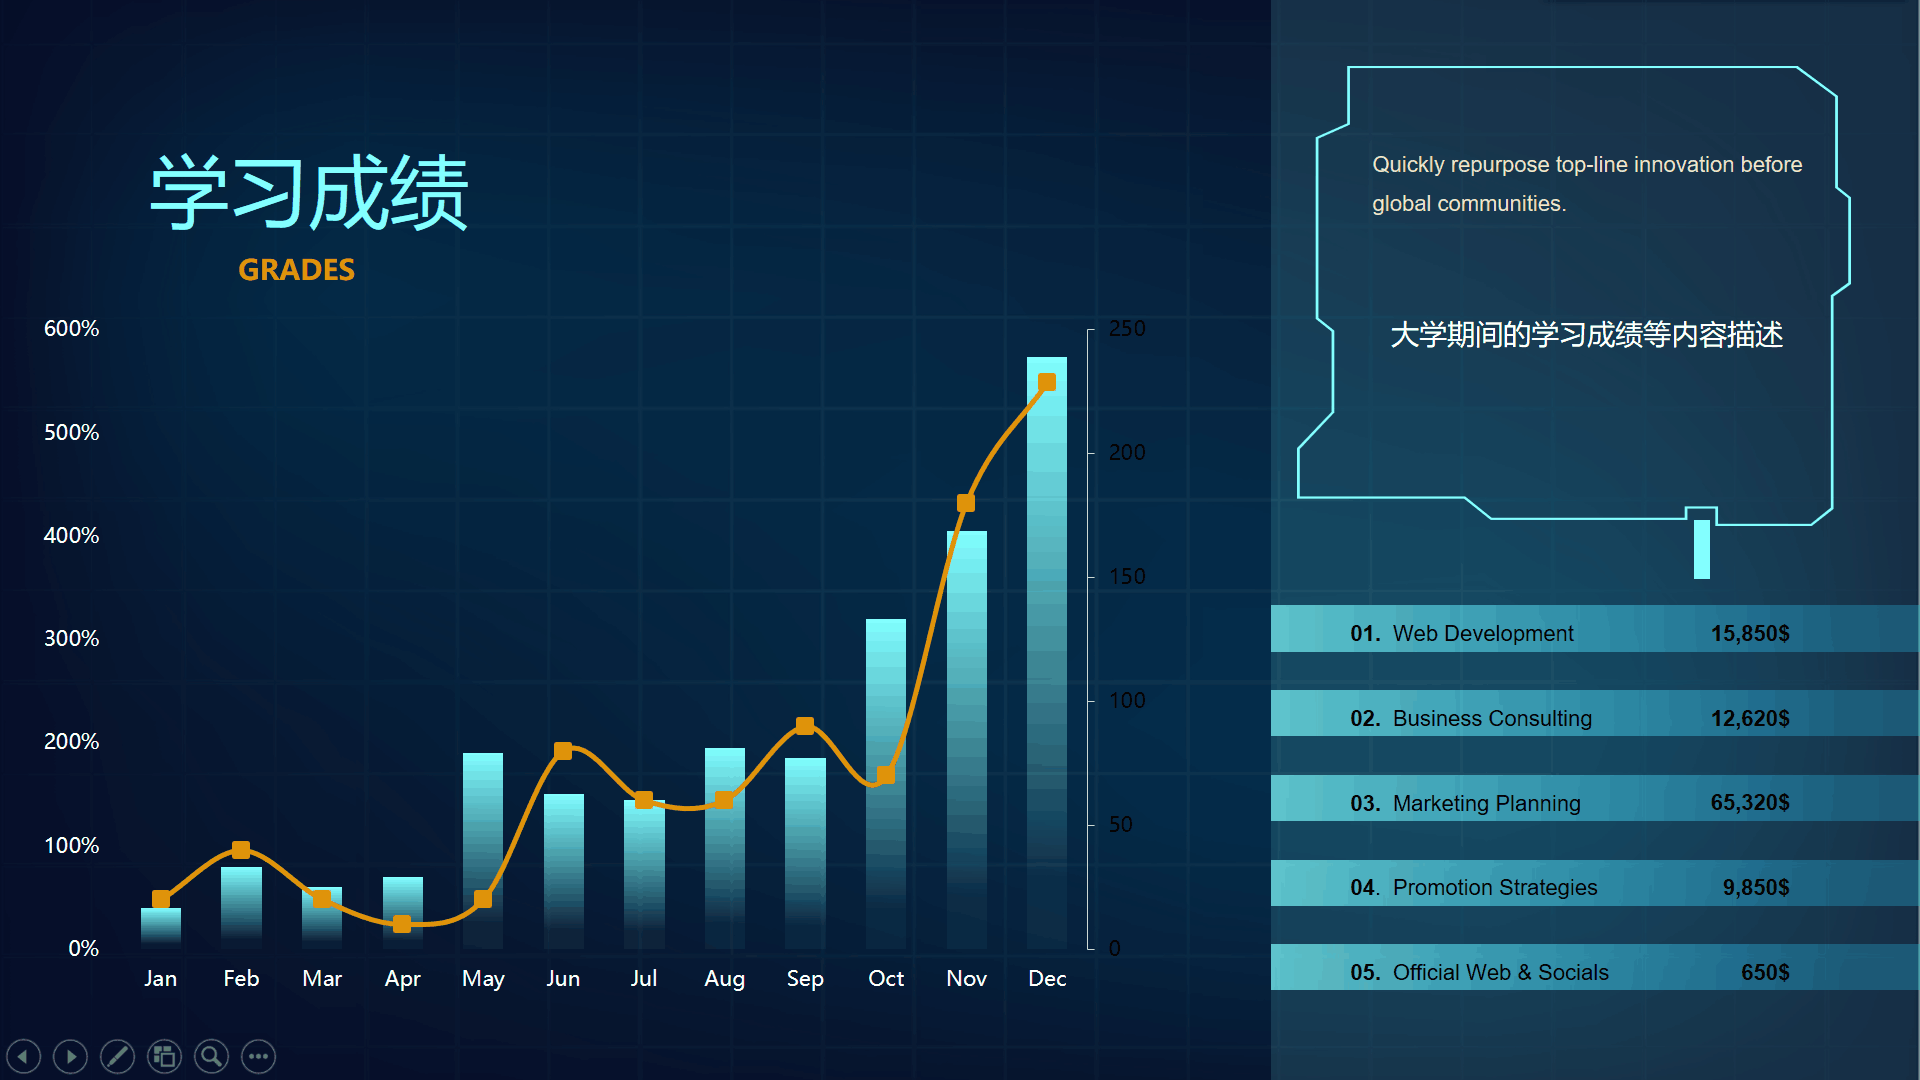 学习成绩
GRADES
600%
500%
400%
300%
200%
100%
0%
250
200
150
100
50
0
Jan Feb Mar Apr May Jun Jul Aug Sep Oct Nov Dec
Quickly repurpose top-line innovation before
global communities.
大学期间的学习成绩等内容描述
01. Web Development 15,850$
02. Business Consulting 12,620$
03. Marketing Planning 65,320$
04. Promotion Strategies 9,850$
05. Official Web & Socials 650$